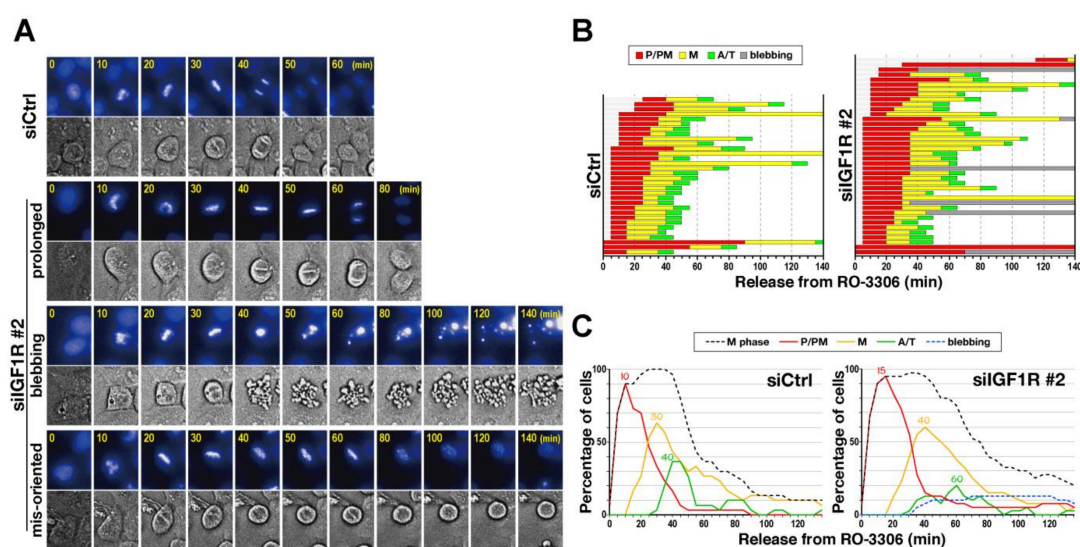 A
siCtrl
0 10 20 30 40 50 60 (min)
siIGF1R #2
prolonged
0 10 20 30 40 50 60 80 (min)
blebbing
0 10 20 30 40 50 60 80 100 120 140 (min)
mis-oriented
0 10 20 30 40 50 60 80 100 120 140 (min)
B
P/PM M A/T blebbing
siCtrl
0 20 40 60 80 100 120 140
siIGF1R #2
0 20 40 60 80 100 120 140
Release from RO-3306 (min)
C
M phase P/PM M A/T blebbing
siCtrl
Percentage of cells
100
50
0
10
30
40
0 20 40 60 80 100 120
siIGF1R #2
Percentage of cells
100
50
0
15
40
60
0 20 40 60 80 100 120
Release from RO-3306 (min)